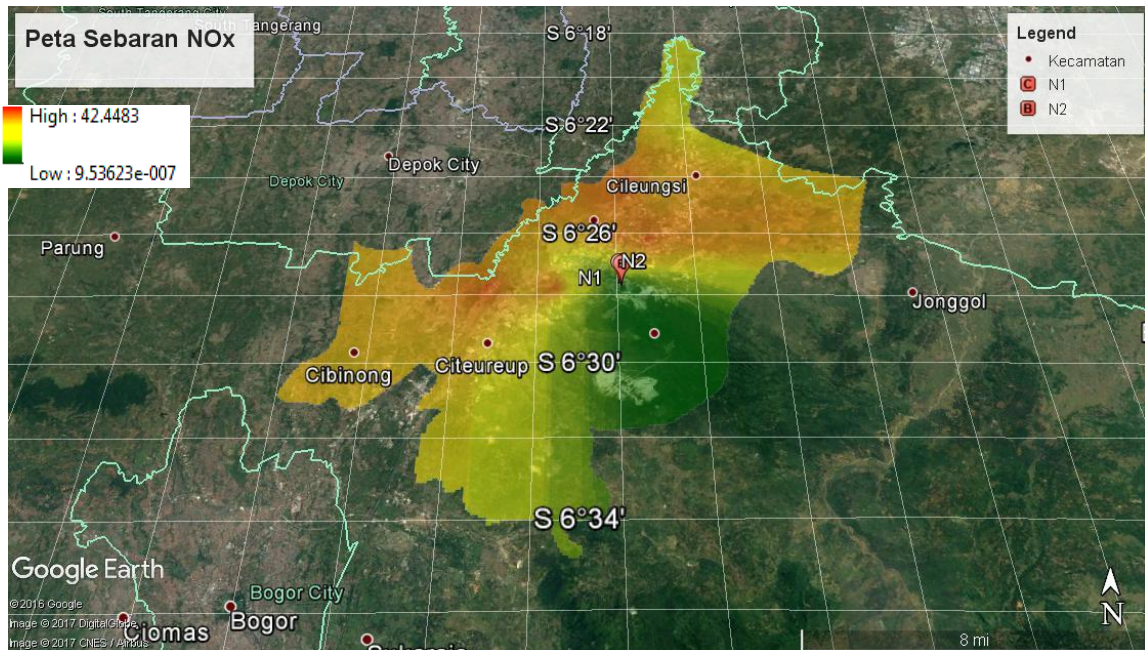 South Tangerang City
South Tangerang
Peta Sebaran NOx
S 6°18'
Legend
Kecamatan
C N1
B N2
High : 42.4483
Low : 9.53623e-007
S 6°22'
Depok City
Depok City
Cileungsi
Parung
S 6°26'
N2
N1
Jonggol
Cibinong
Citeureup
S 6°30'
S 6°34'
Google Earth
Bogor City
© 2016 Google
Image © 2017 DigitalGlobe
Image © 2017 CNES / Airbus
Ciomas
Bogor
8 mi
N